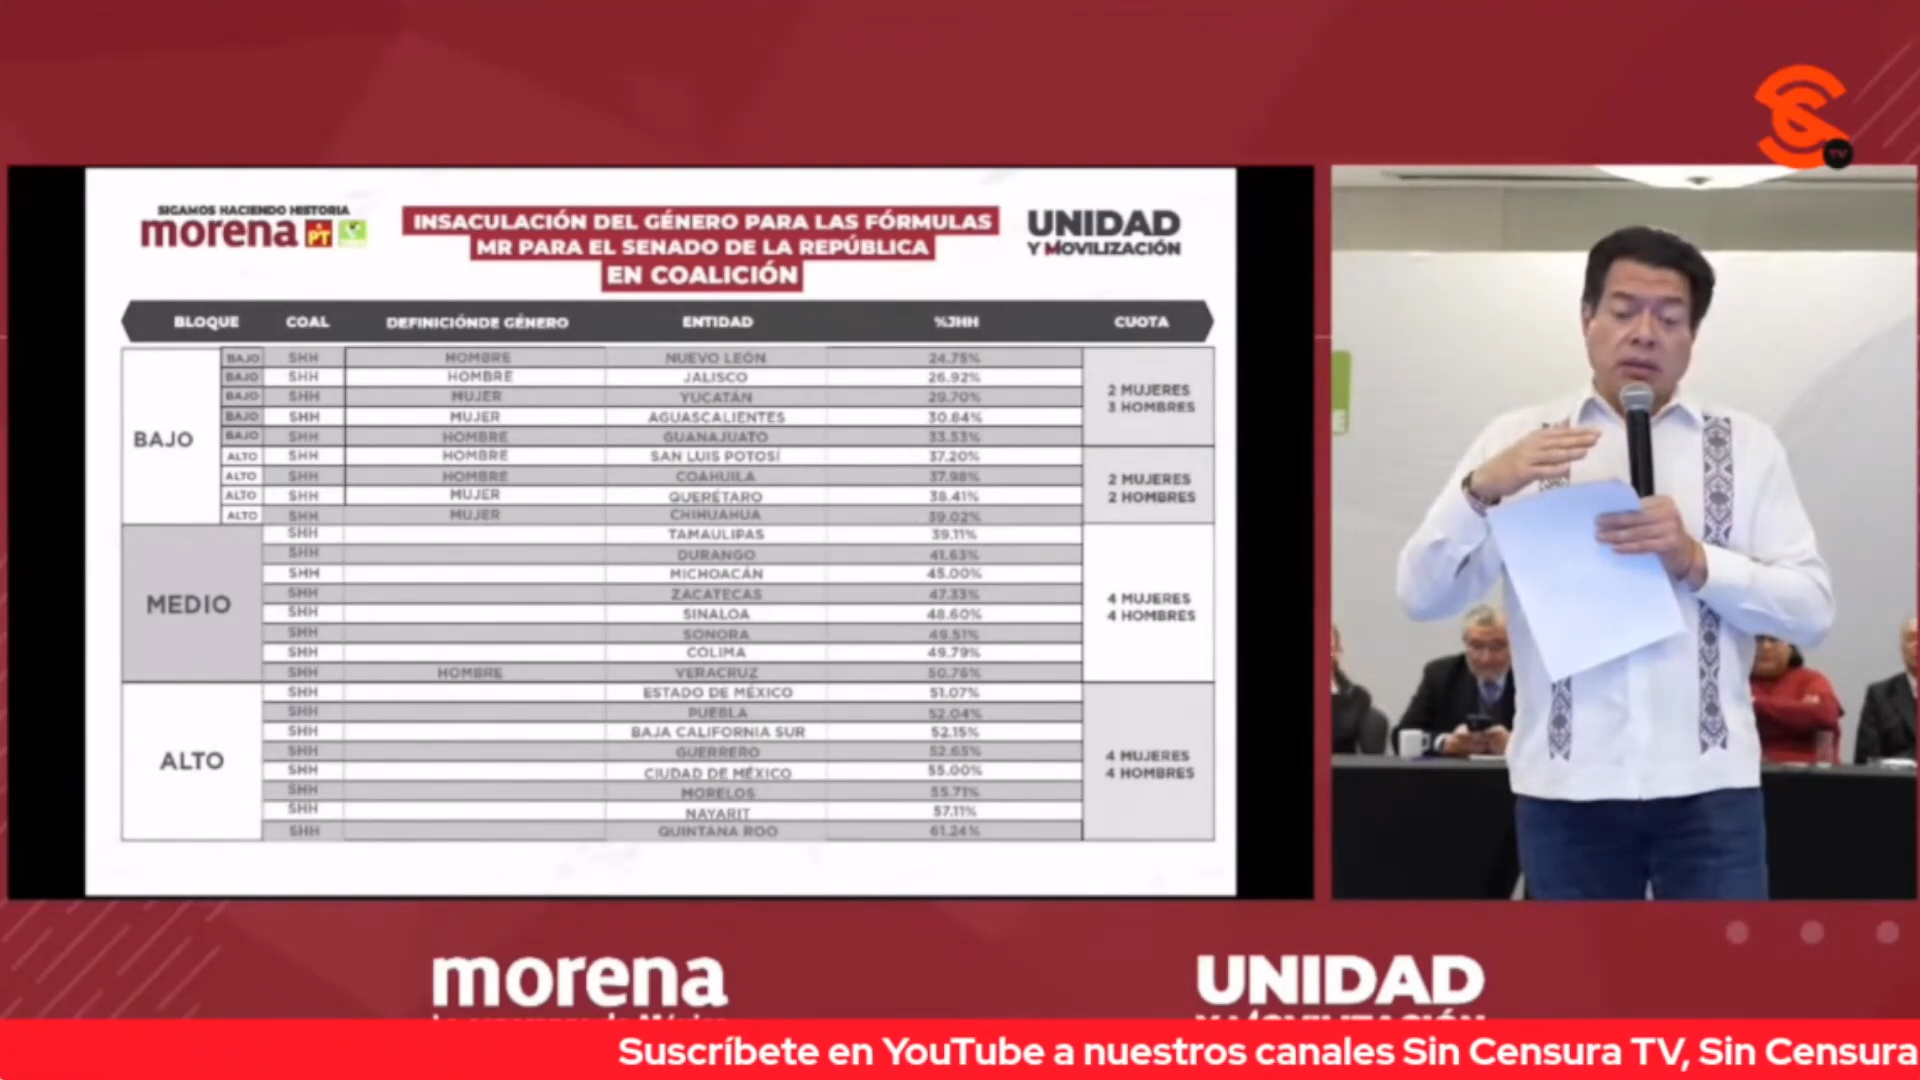 TV
SIGAMOS HACIENDO HISTORIA
morena PT
INSACULACIÓN DEL GÉNERO PARA LAS FÓRMULAS
MR PARA EL SENADO DE LA REPÚBLICA
EN COALICIÓN
UNIDAD
Y MOVILIZACIÓN
BLOQUE COAL DEFINICIÓNDE GÉNERO ENTIDAD %JHH CUOTA
BAJO
BAJO SHH HOMBRE NUEVO LEÓN 24.75%
BAJO SHH HOMBRE JALISCO 26.92%
BAJO SHH MUJER YUCATÁN 29.70%
BAJO SHH MUJER AGUASCALIENTES 30.84%
BAJO SHH HOMBRE GUANAJUATO 33.53%
2 MUJERES
3 HOMBRES
ALTO SHH HOMBRE SAN LUIS POTOSÍ 37.20%
ALTO SHH HOMBRE COAHUILA 37.98%
ALTO SHH MUJER QUERÉTARO 38.41%
ALTO SHH MUJER CHIHUAHUA 39.02%
2 MUJERES
2 HOMBRES
MEDIO
SHH TAMAULIPAS 39.11%
SHH DURANGO 41.63%
SHH MICHOACÁN 45.00%
SHH ZACATECAS 47.33%
SHH SINALOA 48.60%
SHH SONORA 49.51%
SHH COLIMA 49.79%
SHH HOMBRE VERACRUZ 50.76%
4 MUJERES
4 HOMBRES
ALTO
SHH ESTADO DE MÉXICO 51.07%
SHH PUEBLA 52.04%
SHH BAJA CALIFORNIA SUR 52.15%
SHH GUERRERO 52.65%
SHH CIUDAD DE MÉXICO 55.00%
SHH MORELOS 55.71%
SHH NAYARIT 57.11%
SHH QUINTANA ROO 61.24%
4 MUJERES
4 HOMBRES
morena
UNIDAD
Y MOVILIZACIÓN
Suscríbete en YouTube a nuestros canales Sin Censura TV, Sin Censura